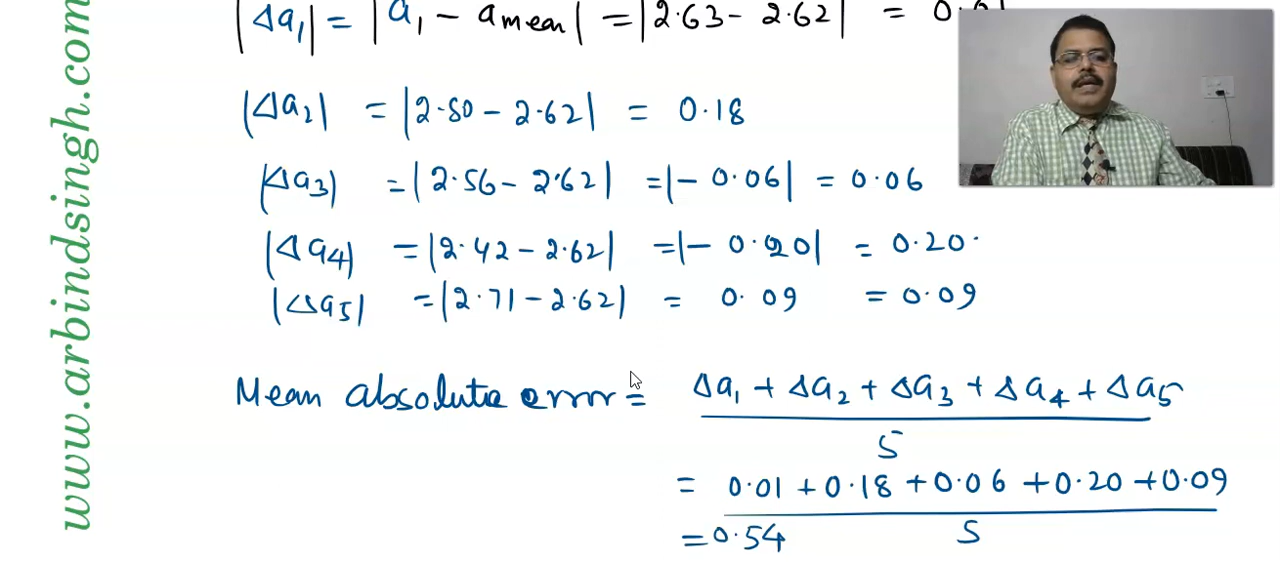 www.arbindsingh.com
|Δa₁| = |a₁ - amean| = |2.63 - 2.62| =
|Δa₂| = |2.80 - 2.62| = 0.18
|Δa3) = |2.56 - 2.62| = |- 0.06| = 0.06
|Δa4) = |2.42 - 2.62| = |- 0.20| = 0.20.
|Δa5| = |2.71 - 2.62| = 0.09 = 0.09
Mean absolute error = Δa₁ + Δa₂ + Δa₃ + Δa₄ + Δa₅
5
= 0.01 + 0.18 + 0.06 + 0.20 + 0.09
5
= 0.54